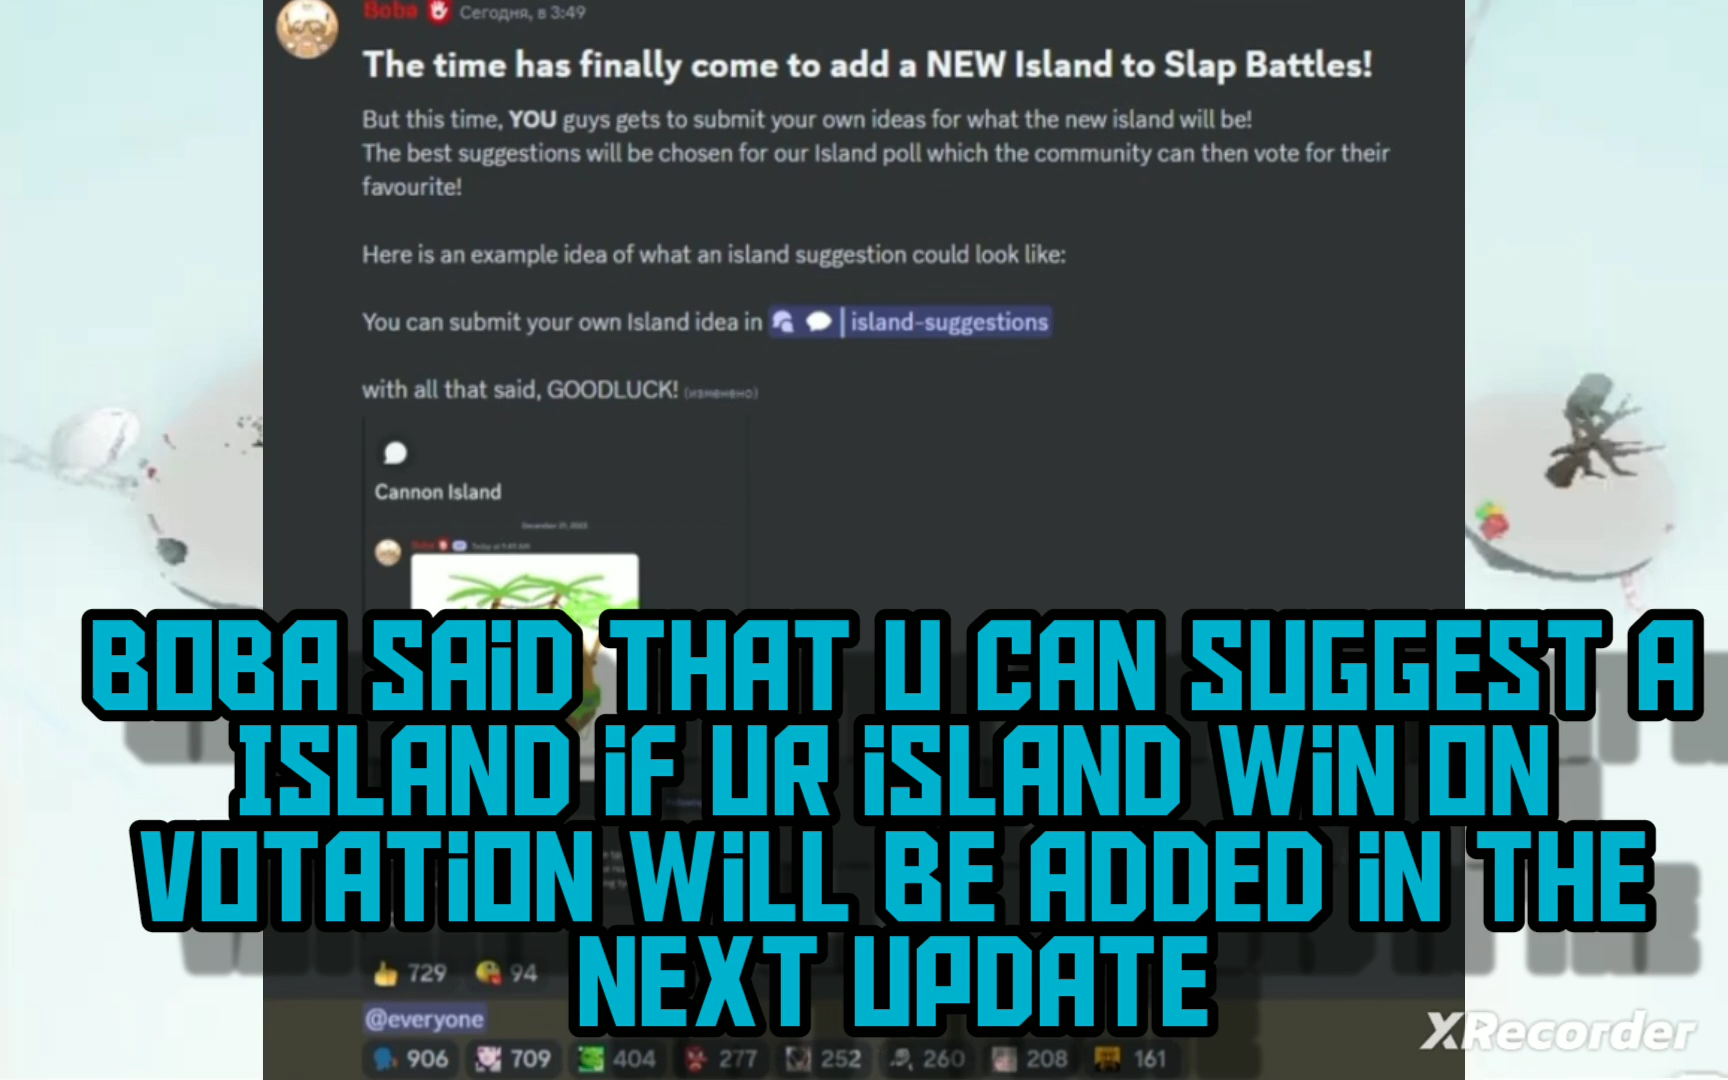 Boba Сегодня, в 3:49
The time has finally come to add a NEW Island to Slap Battles!
But this time, YOU guys gets to submit your own ideas for what the new island will be!
The best suggestions will be chosen for our Island poll which the community can then vote for their
favourite!
Here is an example idea of what an island suggestion could look like:
You can submit your own Island idea in island-suggestions
with all that said, GOODLUCK! (изменено)
Cannon Island
BOBA SAiD THAT U CAN SUGGEST A
ISLAND iF UR iSLAND WiN ON
VOTATiON WiLL BE ADDED iN THE
NEXT UPDATE
729 94
@everyone
906 709 404 277 252 260 208 161
XRecorder